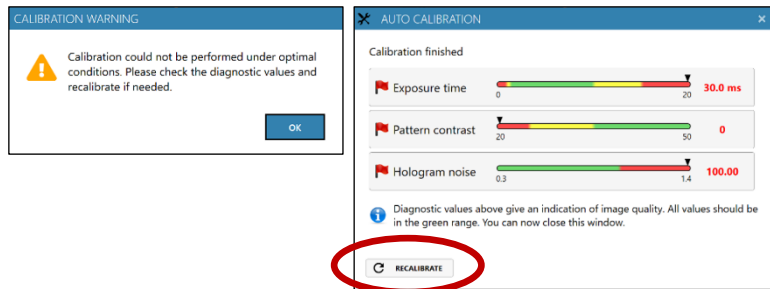 CALIBRATION WARNING
Calibration could not be performed under optimal
conditions. Please check the diagnostic values and
recalibrate if needed.
OK
AUTO CALIBRATION
Calibration finished
Exposure time
0
20
30.0 ms
Pattern contrast
20
50
0
Hologram noise
0.3
1.4
100.00
Diagnostic values above give an indication of image quality. All values should be
in the green range. You can now close this window.
RECALIBRATE